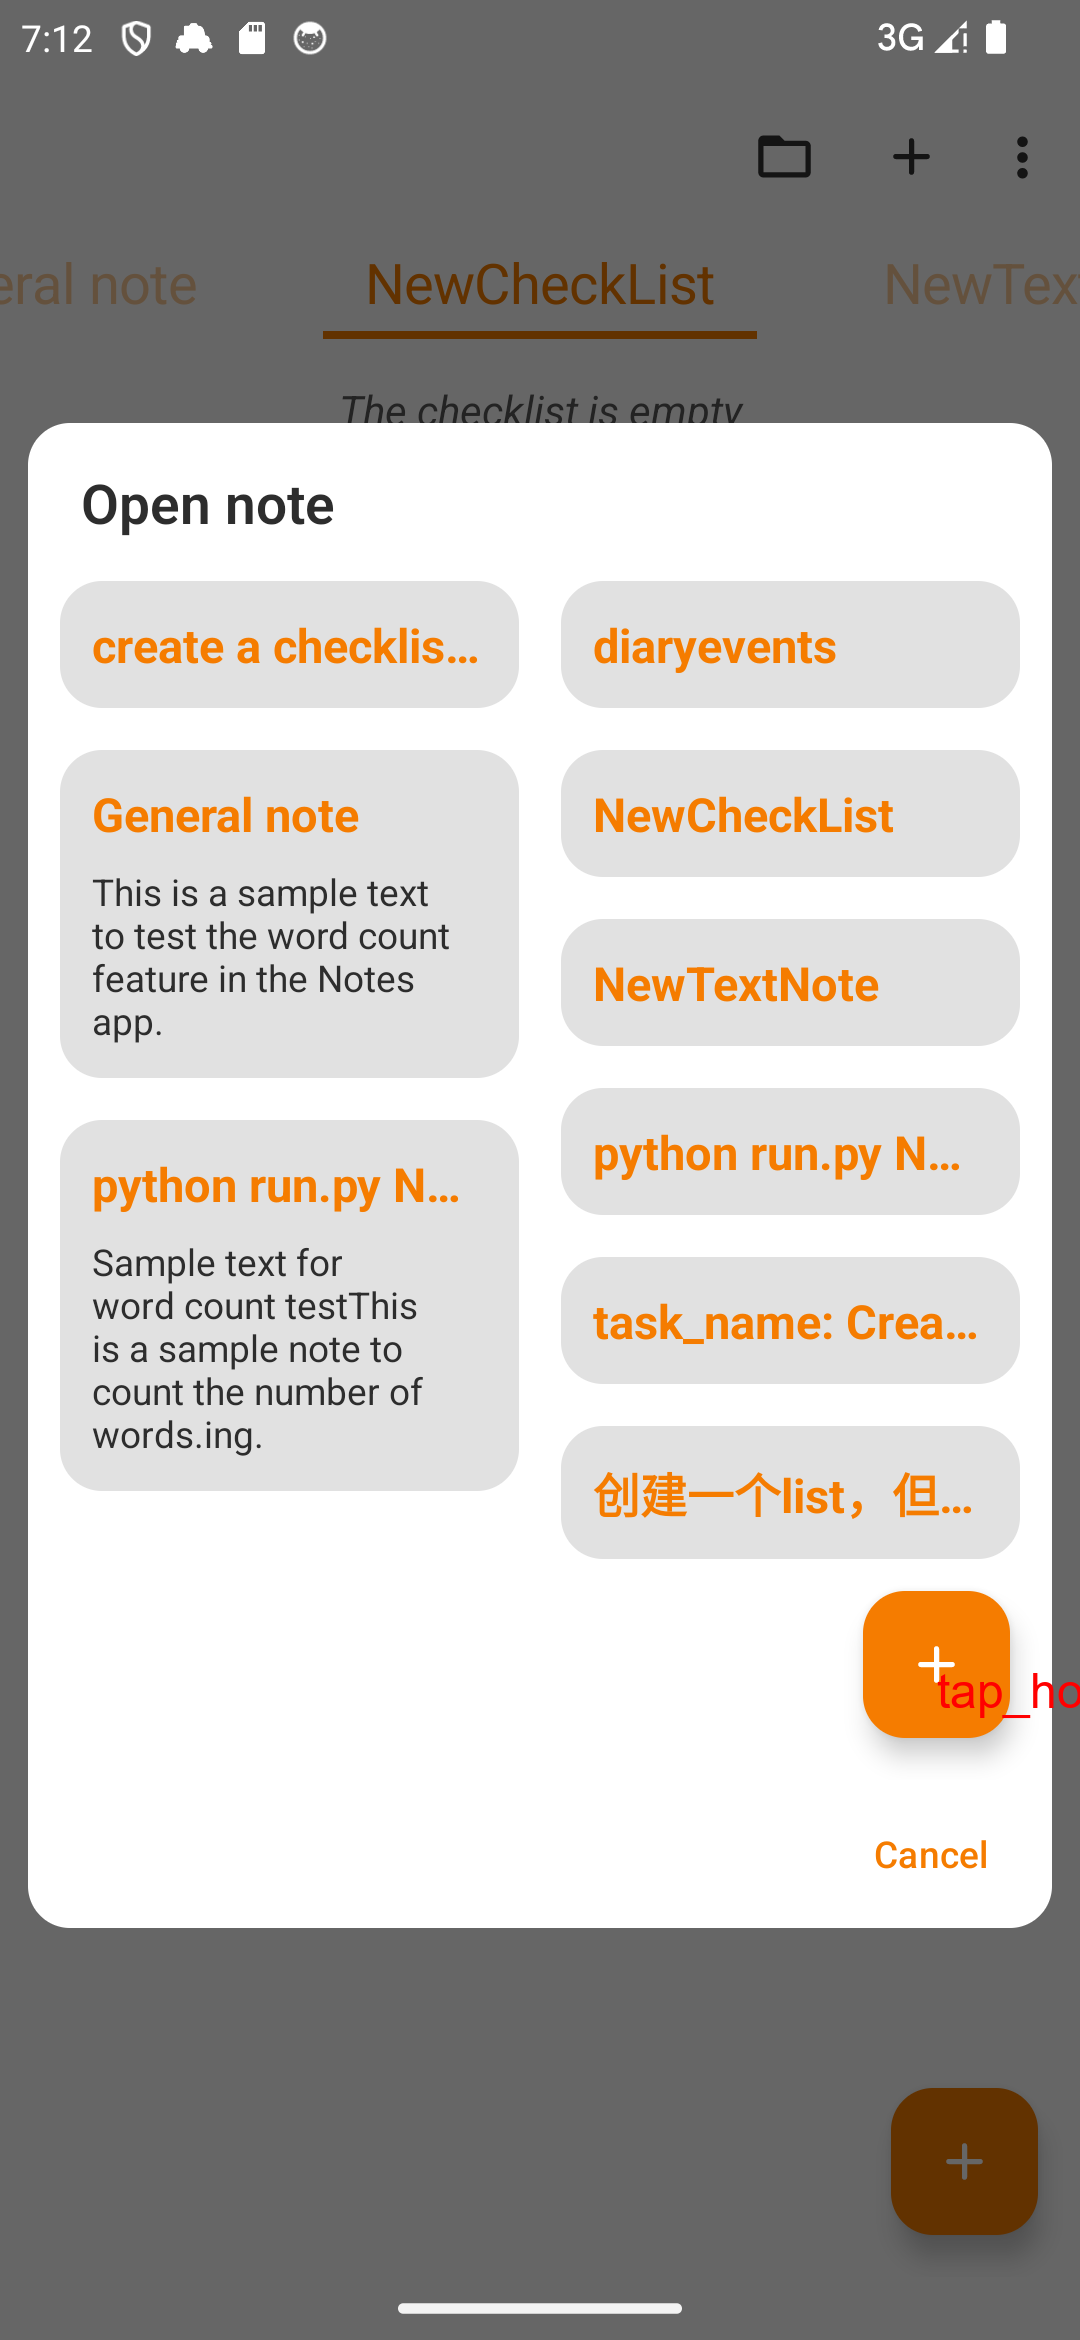 7:12
3G
eral note
NewCheckList
NewTex
The checklist is empty
Open note
create a checklis...
diaryevents
General note
This is a sample text
to test the word count
feature in the Notes
app.
NewCheckList
NewTextNote
python run.py N...
Sample text for
word count testThis
is a sample note to
count the number of
words.ing.
python run.py N...
task_name: Crea...
创建一个list，但...
tap_ho
Cancel